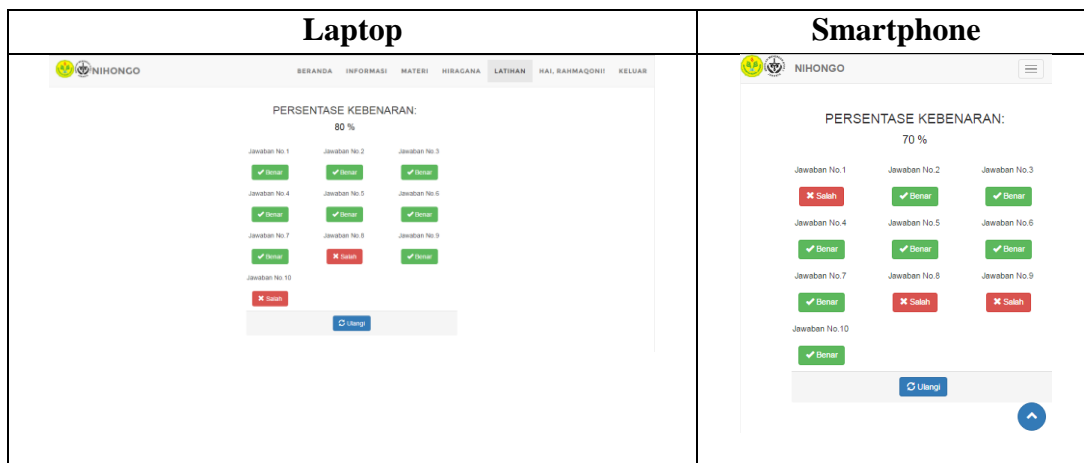 Laptop
Smartphone
NIHONGO
BERANDA INFORMASI MATERI HIRAGANA LATIHAN HAI, RAHMAQONI! KELUAR
PERSENTASE KEBENARAN:
80 %
Jawaban No.1 Jawaban No.2 Jawaban No.3
Benar Benar Benar
Jawaban No.4 Jawaban No.5 Jawaban No.6
Benar Benar Benar
Jawaban No.7 Jawaban No.8 Jawaban No.9
Benar Salah Benar
Jawaban No.10
Salah
Ulangi
NIHONGO
PERSENTASE KEBENARAN:
70 %
Jawaban No.1 Jawaban No.2 Jawaban No.3
Salah Benar Benar
Jawaban No.4 Jawaban No.5 Jawaban No.6
Benar Benar Benar
Jawaban No.7 Jawaban No.8 Jawaban No.9
Benar Salah Salah
Jawaban No.10
Benar
Ulangi